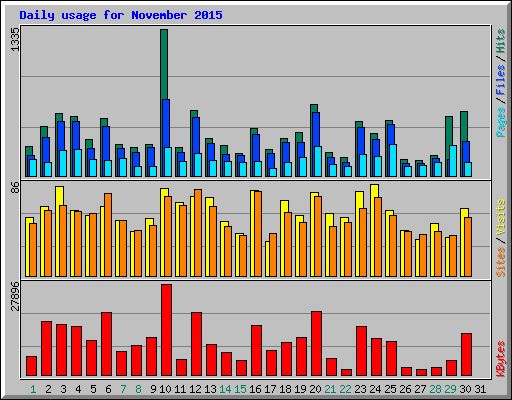 Daily usage for November 2015
1335
Pages / Files / Hits
86
Sites / Visits
27896
KBytes
1 2 3 4 5 6 7 8 9 10 11 12 13 14 15 16 17 18 19 20 21 22 23 24 25 26 27 28 29 30 31